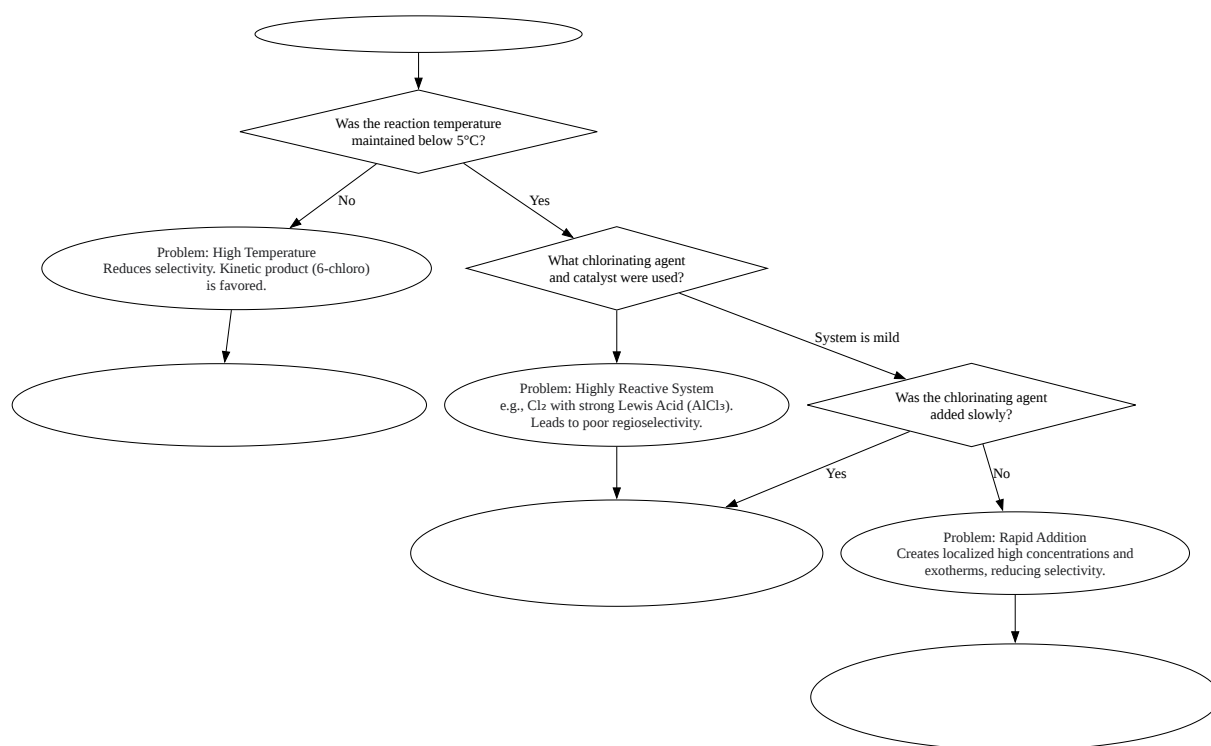 Was the reaction temperature
maintained below 5°C?
No
Yes
Problem: High Temperature
Reduces selectivity. Kinetic product (6-chloro)
is favored.
What chlorinating agent
and catalyst were used?
System is mild
Problem: Highly Reactive System
e.g., Cl₂ with strong Lewis Acid (AlCl₃).
Leads to poor regioselectivity.
Was the chlorinating agent
added slowly?
Yes
No
Problem: Rapid Addition
Creates localized high concentrations and
exotherms, reducing selectivity.